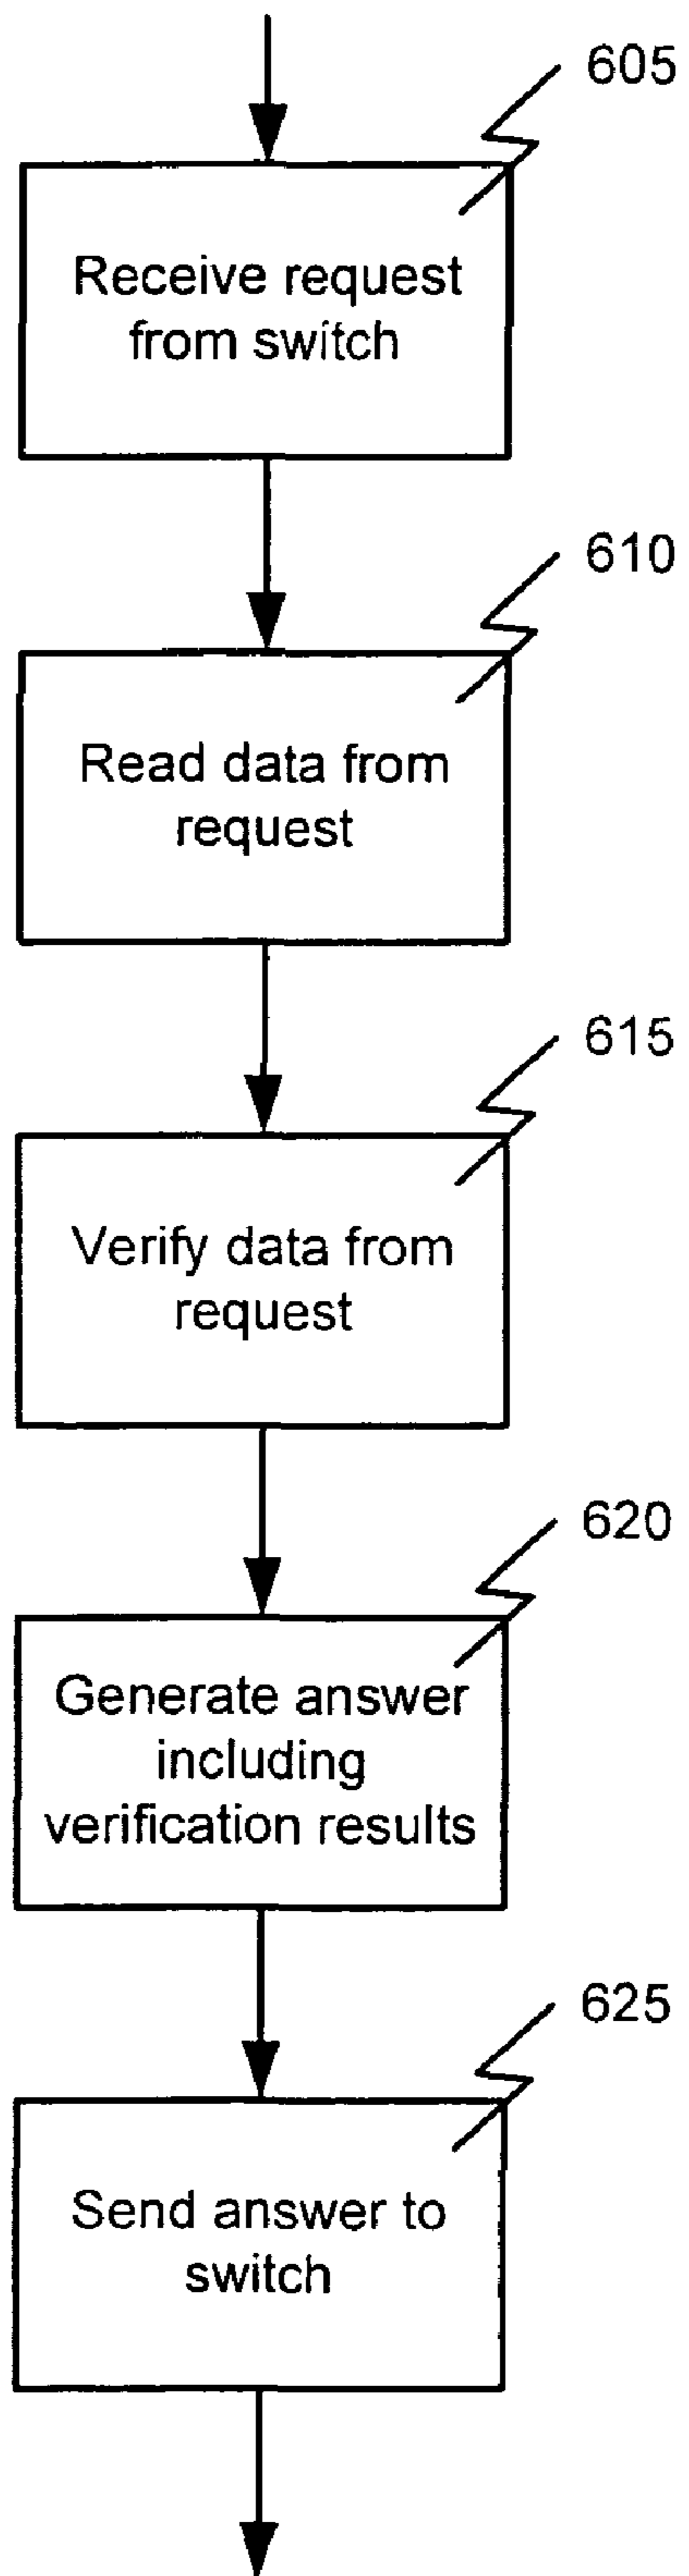 605
Receive request
from switch
610
Read data from
request
615
Verify data from
request
620
Generate answer
including
verification results
625
Send answer to
switch